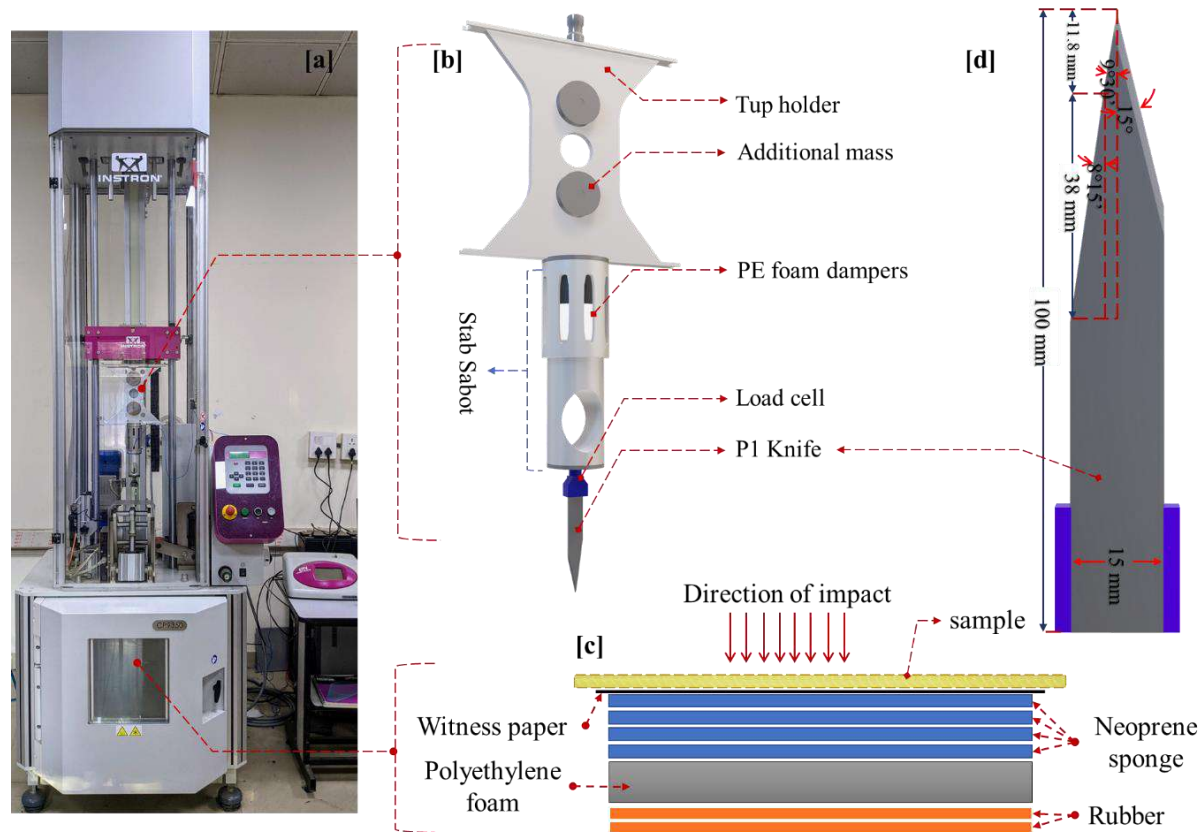 [a]
INSTRON
INSTRON
CP9350
[b]
Tup holder
Additional mass
PE foam dampers
Stab Sabot
Load cell
P1 Knife
[d]
11.8 mm
9°30'
15°
8°15'
38 mm
100 mm
15 mm
Direction of impact
sample
[c]
Witness paper
Neoprene
sponge
Polyethylene
foam
Rubber